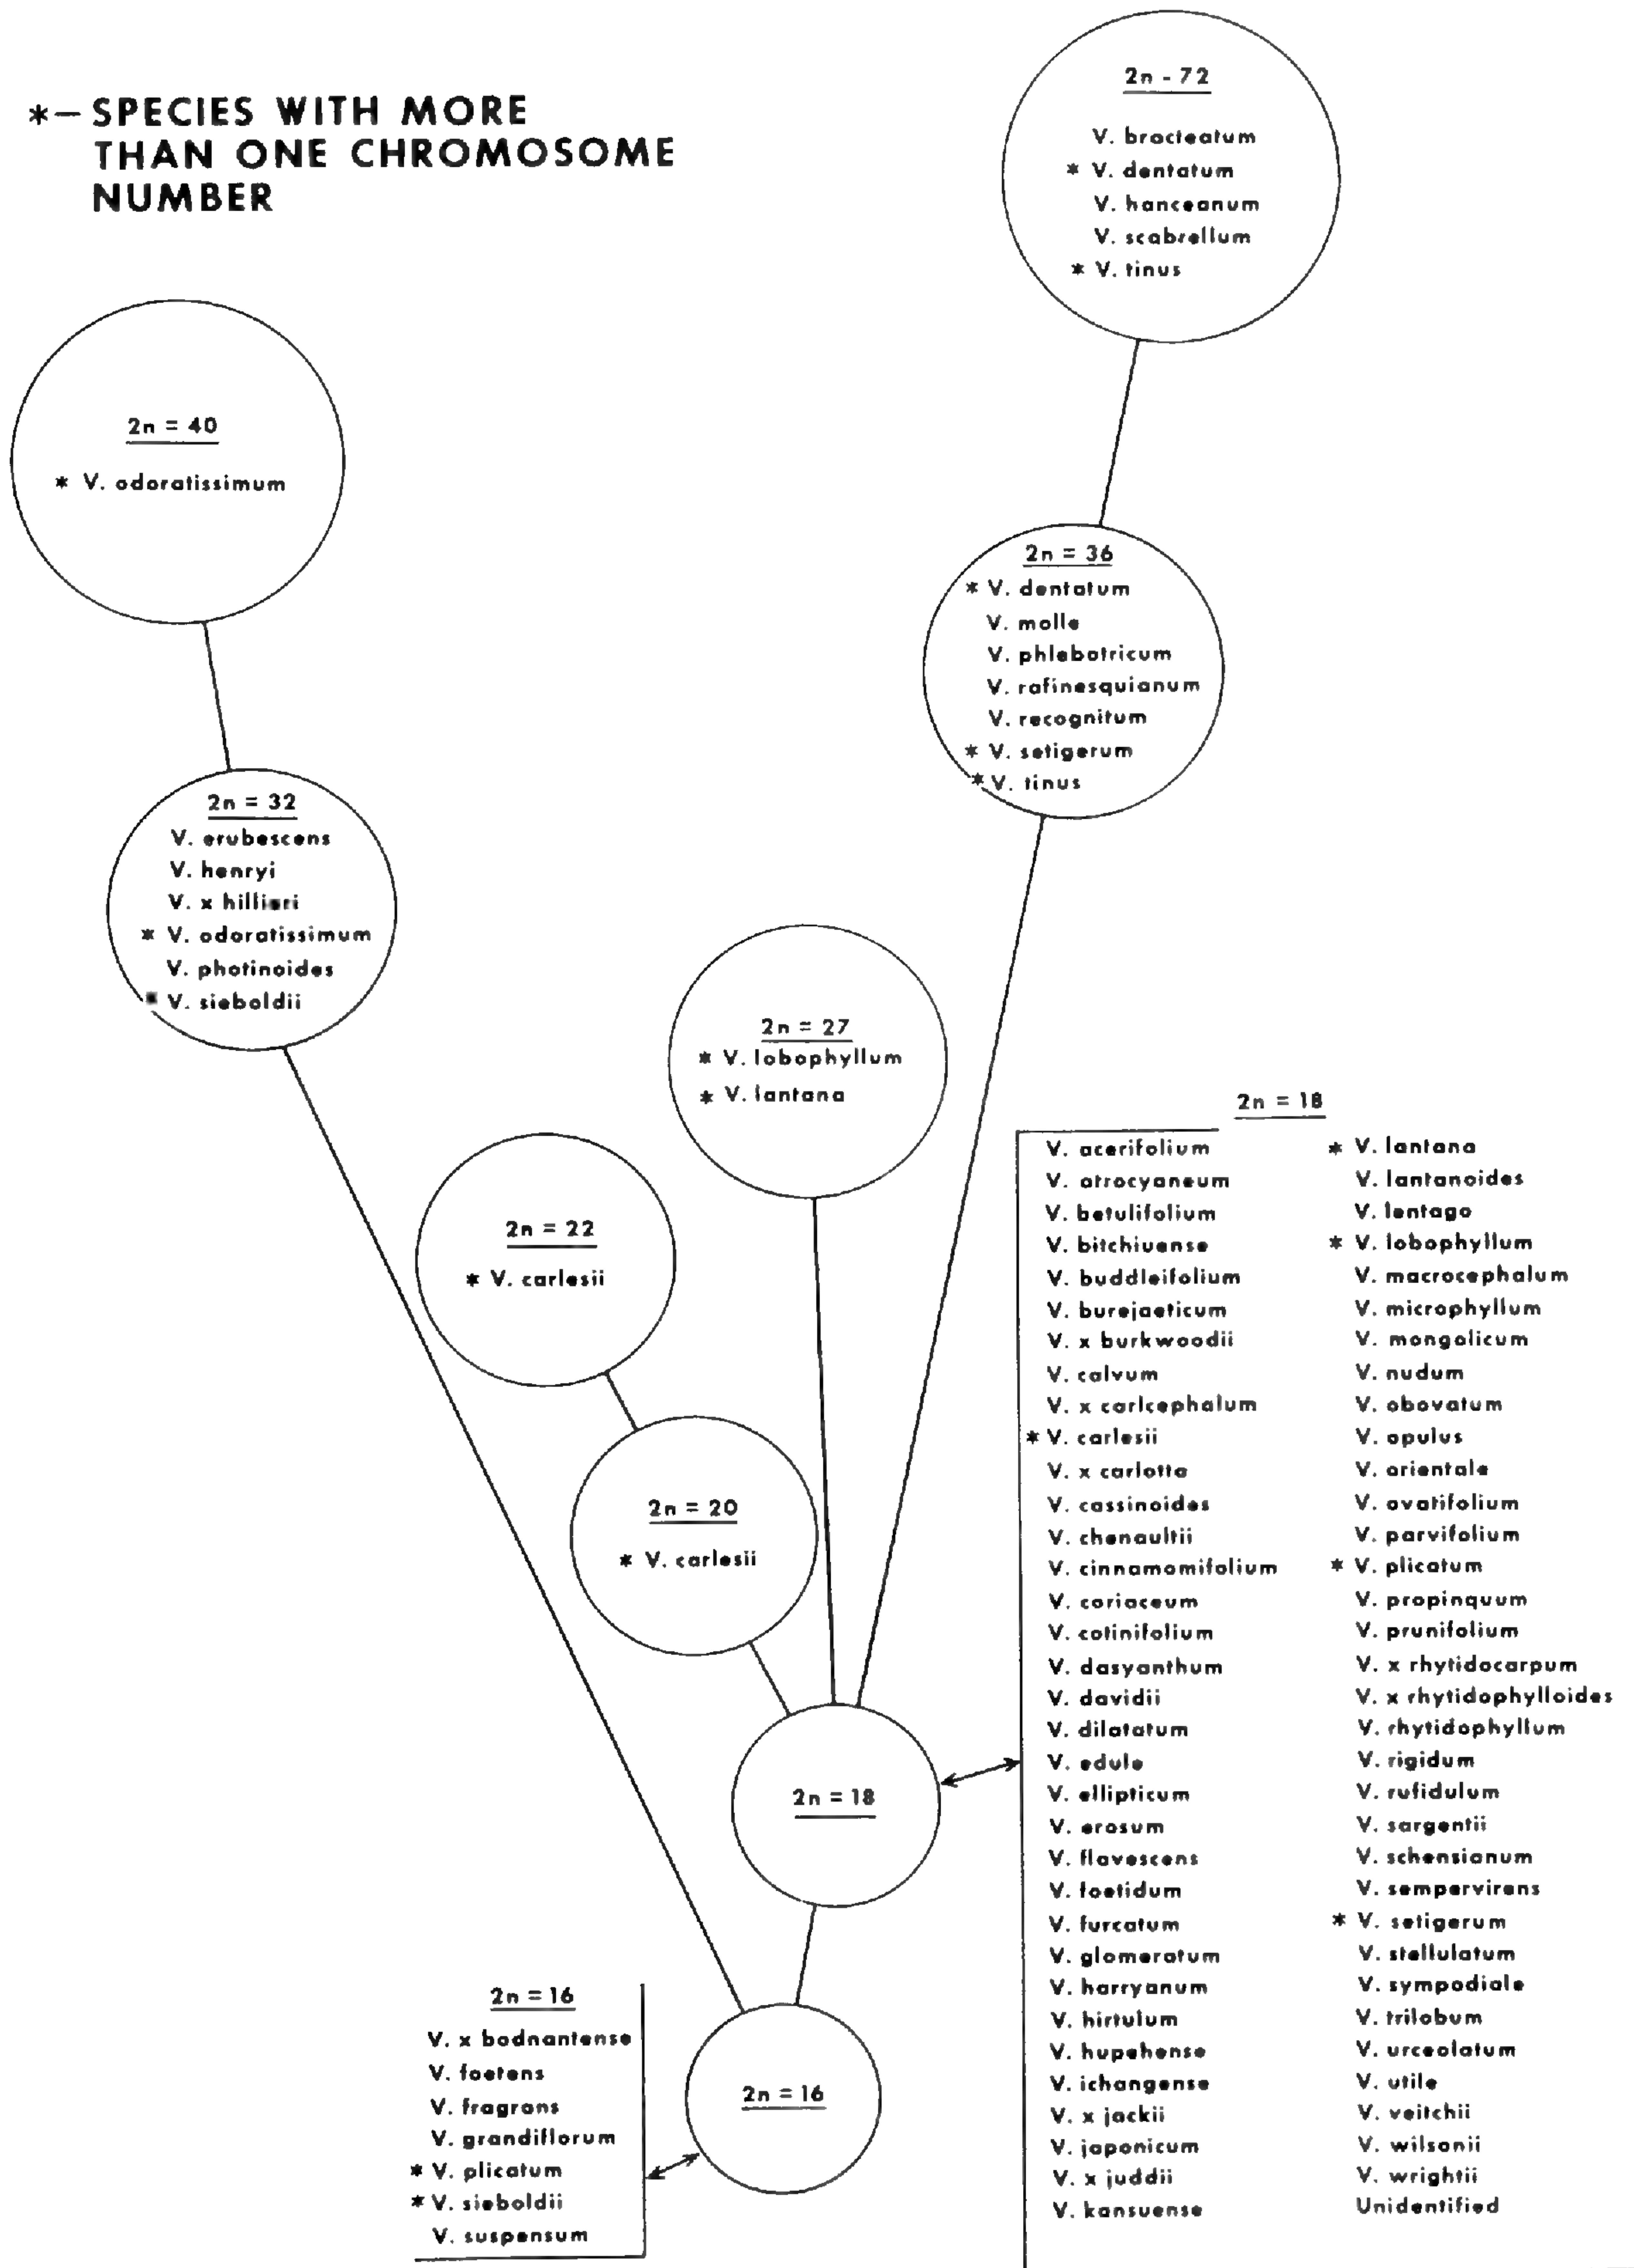 *— SPECIES WITH MORE
THAN ONE CHROMOSOME
NUMBER
2n - 72
V. bracteatum
* V. dentatum
V. hanceanum
V. scabrellum
* V. tinus
2n = 40
* V. odoratissimum
2n = 36
* V. dentatum
V. molle
V. phlebotricum
V. rafinesquianum
V. recognitum
* V. setigerum
* V. tinus
2n = 32
V. erubescens
V. henryi
V. x hillieri
* V. odoratissimum
V. photinoides
* V. sieboldii
2n = 27
* V. lobophyllum
* V. lantana
2n = 22
* V. carlesii
2n = 20
* V. carlesii
2n = 18
2n = 18
V. acerifolium
V. atrocyaneum
V. betulifolium
V. bitchiuense
V. buddleifolium
V. burejaeticum
V. x burkwoodii
V. calvum
V. x carlcephalum
* V. carlesii
V. x carlotta
V. cassinoides
V. chenaultii
V. cinnamomifolium
V. coriaceum
V. cotinifolium
V. dasyanthum
V. davidii
V. dilatatum
V. edule
V. ellipticum
V. erosum
V. flavescens
V. foetidum
V. furcatum
V. glomeratum
V. harryanum
V. hirtulum
V. hupehense
V. ichangense
V. x jackii
V. japonicum
V. x juddii
V. kansuense
* V. lantana
V. lantanoides
V. lentago
* V. lobophyllum
V. macrocephalum
V. microphyllum
V. mongolicum
V. nudum
V. obovatum
V. opulus
V. orientale
V. ovatifolium
V. parvifolium
* V. plicatum
V. propinquum
V. prunifolium
V. x rhytidocarpum
V. x rhytidophylloides
V. rhytidophyllum
V. rigidum
V. rufidulum
V. sargentii
V. schensianum
V. sempervirens
* V. setigerum
V. stellulatum
V. sympodiale
V. trilobum
V. urceolatum
V. utile
V. veitchii
V. wilsonii
V. wrightii
Unidentified
2n = 16
V. x bodnantense
V. foetens
V. fragrans
V. grandiflorum
* V. plicatum
* V. sieboldii
V. suspensum
2n = 16